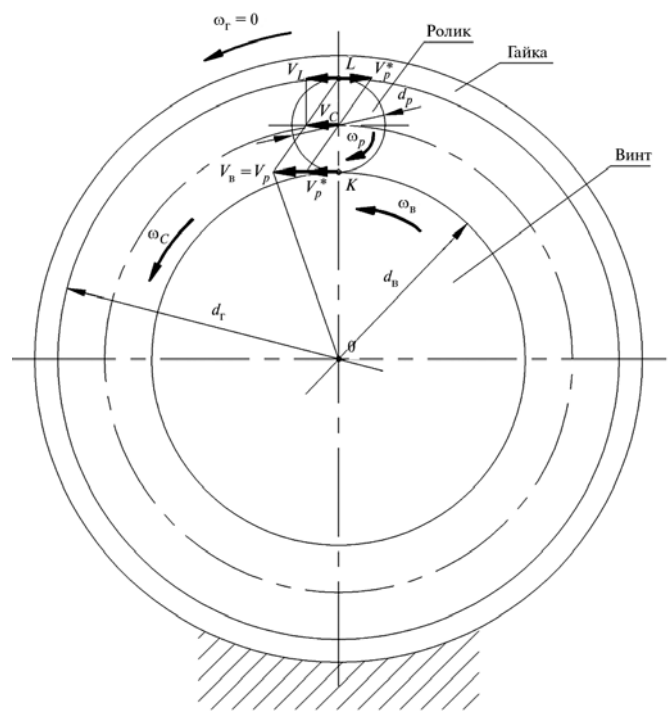 ω_г = 0
Ролик
Гайка
V_L
L
V_p^*
d_p
V_C
ω_p
V_в = V_p
V_p^*
K
Винт
ω_C
ω_в
d_г
d_в
0